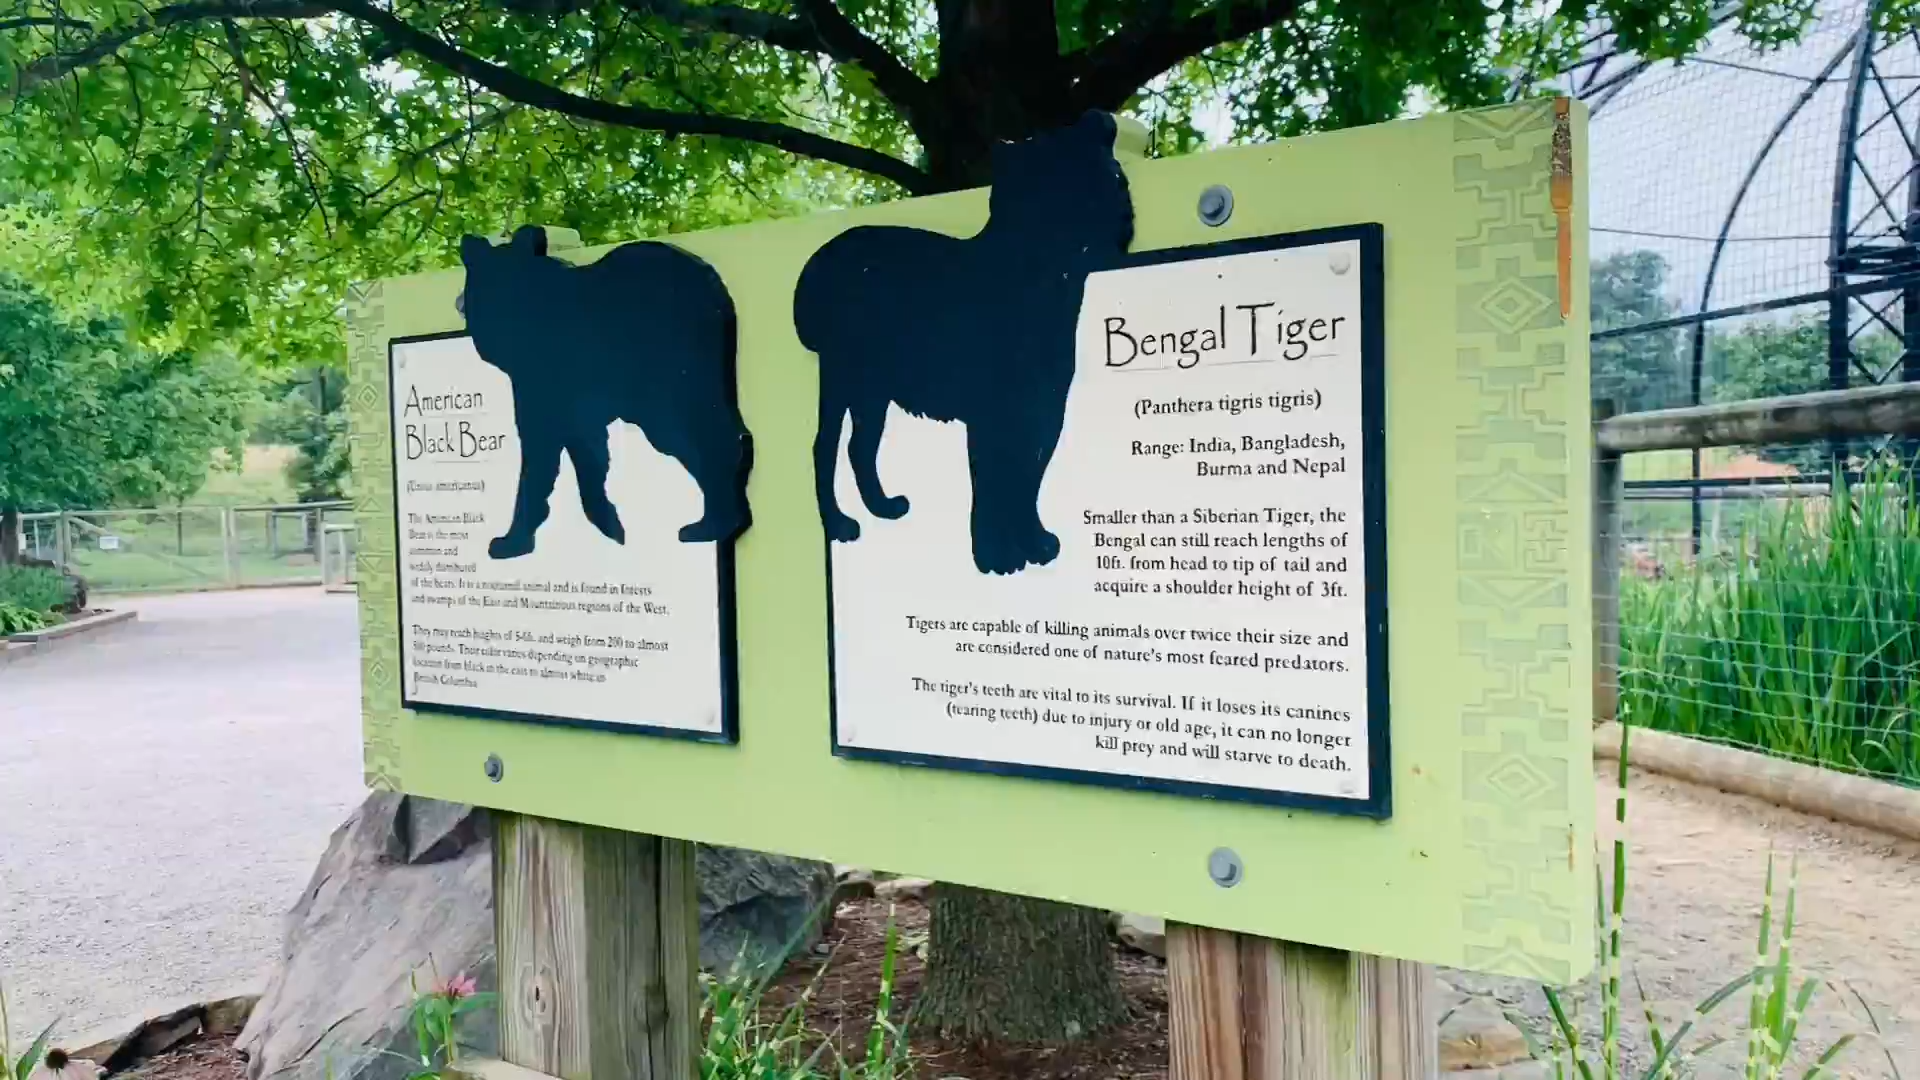 American
Black Bear
(Ursus americanus)
The American Black
Bear is the most
common and
widely distributed
of the bears. It is a nocturnal animal and is found in forests
and swamps of the East and Mountainous regions of the West.
They may reach heights of 5-6ft. and weigh from 200 to almost
500 pounds. Their color varies depending on geographic
location from black in the east to almost white in
British Columbia
Bengal Tiger
(Panthera tigris tigris)
Range: India, Bangladesh,
Burma and Nepal
Smaller than a Siberian Tiger, the
Bengal can still reach lengths of
10ft. from head to tip of tail and
acquire a shoulder height of 3ft.
Tigers are capable of killing animals over twice their size and
are considered one of nature's most feared predators.
The tiger's teeth are vital to its survival. If it loses its canines
(tearing teeth) due to injury or old age, it can no longer
kill prey and will starve to death.